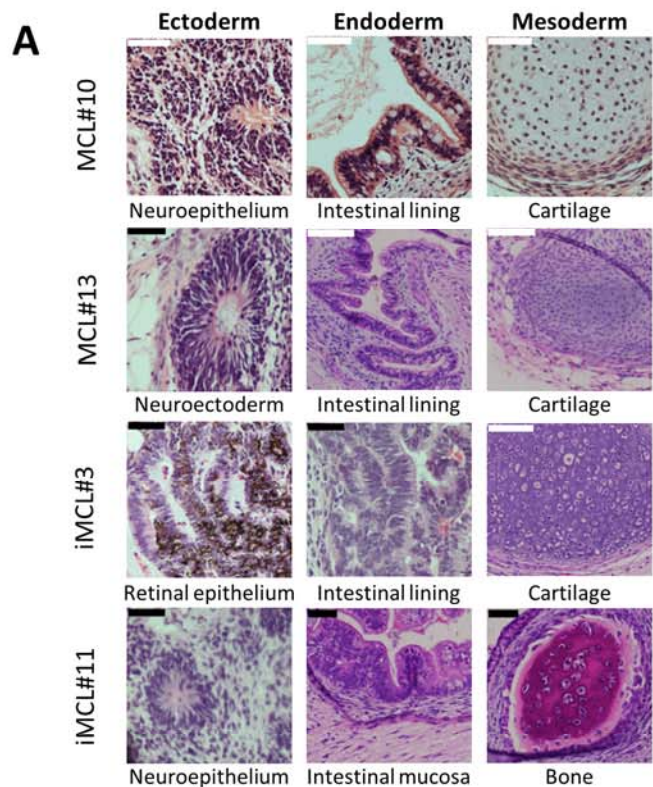 A
Ectoderm Endoderm Mesoderm
MCL#10
Neuroepithelium Intestinal lining Cartilage
MCL#13
Neuroectoderm Intestinal lining Cartilage
iMCL#3
Retinal epithelium Intestinal lining Cartilage
iMCL#11
Neuroepithelium Intestinal mucosa Bone